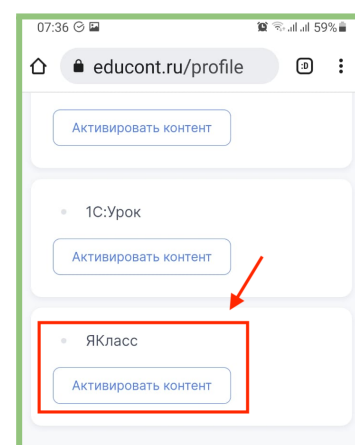 07:36 59%
educont.ru/profile :D
Активировать контент
1С:Урок
Активировать контент
ЯКласс
Активировать контент